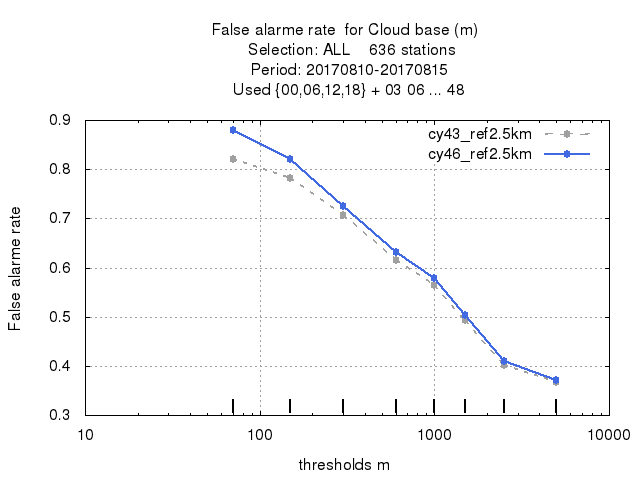 False alarme rate  for Cloud base (m)
Selection: ALL    636 stations
Period: 20170810-20170815
Used {00,06,12,18} + 03 06 ... 48
cy43_ref2.5km
cy46_ref2.5km
False alarme rate
0.9
0.8
0.7
0.6
0.5
0.4
0.3
10
100
1000
10000
thresholds m